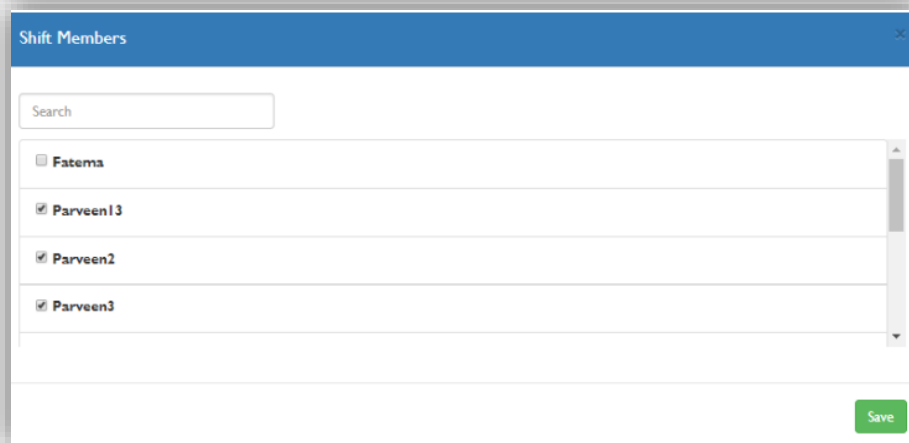 Shift Members
×
Search
Fatema
Parveen13
Parveen2
Parveen3
Save